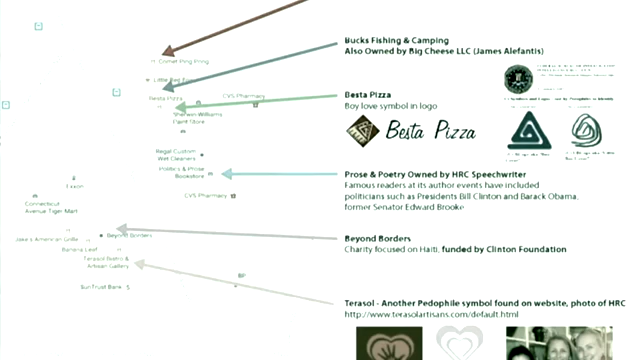 Comet Ping Pong
Bucks Fishing & Camping
Also Owned by Big Cheese LLC (James Alefantis)
Little Red Fox
Besta Pizza
CVS Pharmacy
Sherwin-Williams
Paint Store
Besta Pizza
Boy love symbol in logo
Besta Pizza
Regal Custom
Wet Cleaners
Politics & Prose
Bookstore
Prose & Poetry Owned by HRC Speechwriter
Famous readers at its author events have included
politicians such as Presidents Bill Clinton and Barack Obama,
former Senator Edward Brooke
Exxon
CVS Pharmacy
Connecticut
Avenue Tiger Mart
Jake's American Grille
Beyond Borders
Banana Leaf
Beyond Borders
Charity focused on Haiti, funded by Clinton Foundation
Terasol Bistro &
Artisan Gallery
BP
SunTrust Bank
Terasol - Another Pedophile symbol found on website, photo of HRC
http://www.terasolartisans.com/default.html